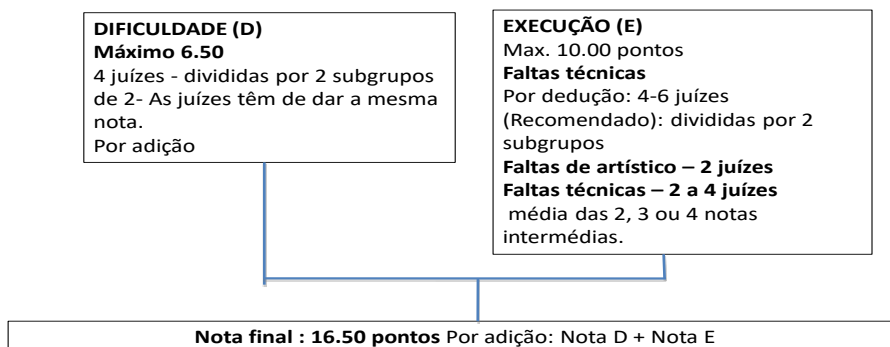 DIFICULDADE (D)
Máximo 6.50
4 juízes - divididas por 2 subgrupos
de 2- As juízes têm de dar a mesma
nota.
Por adição
EXECUÇÃO (E)
Max. 10.00 pontos
Faltas técnicas
Por dedução: 4-6 juízes
(Recomendado): divididas por 2
subgrupos
Faltas de artístico – 2 juízes
Faltas técnicas – 2 a 4 juízes
média das 2, 3 ou 4 notas
intermédias.
Nota final : 16.50 pontos Por adição: Nota D + Nota E